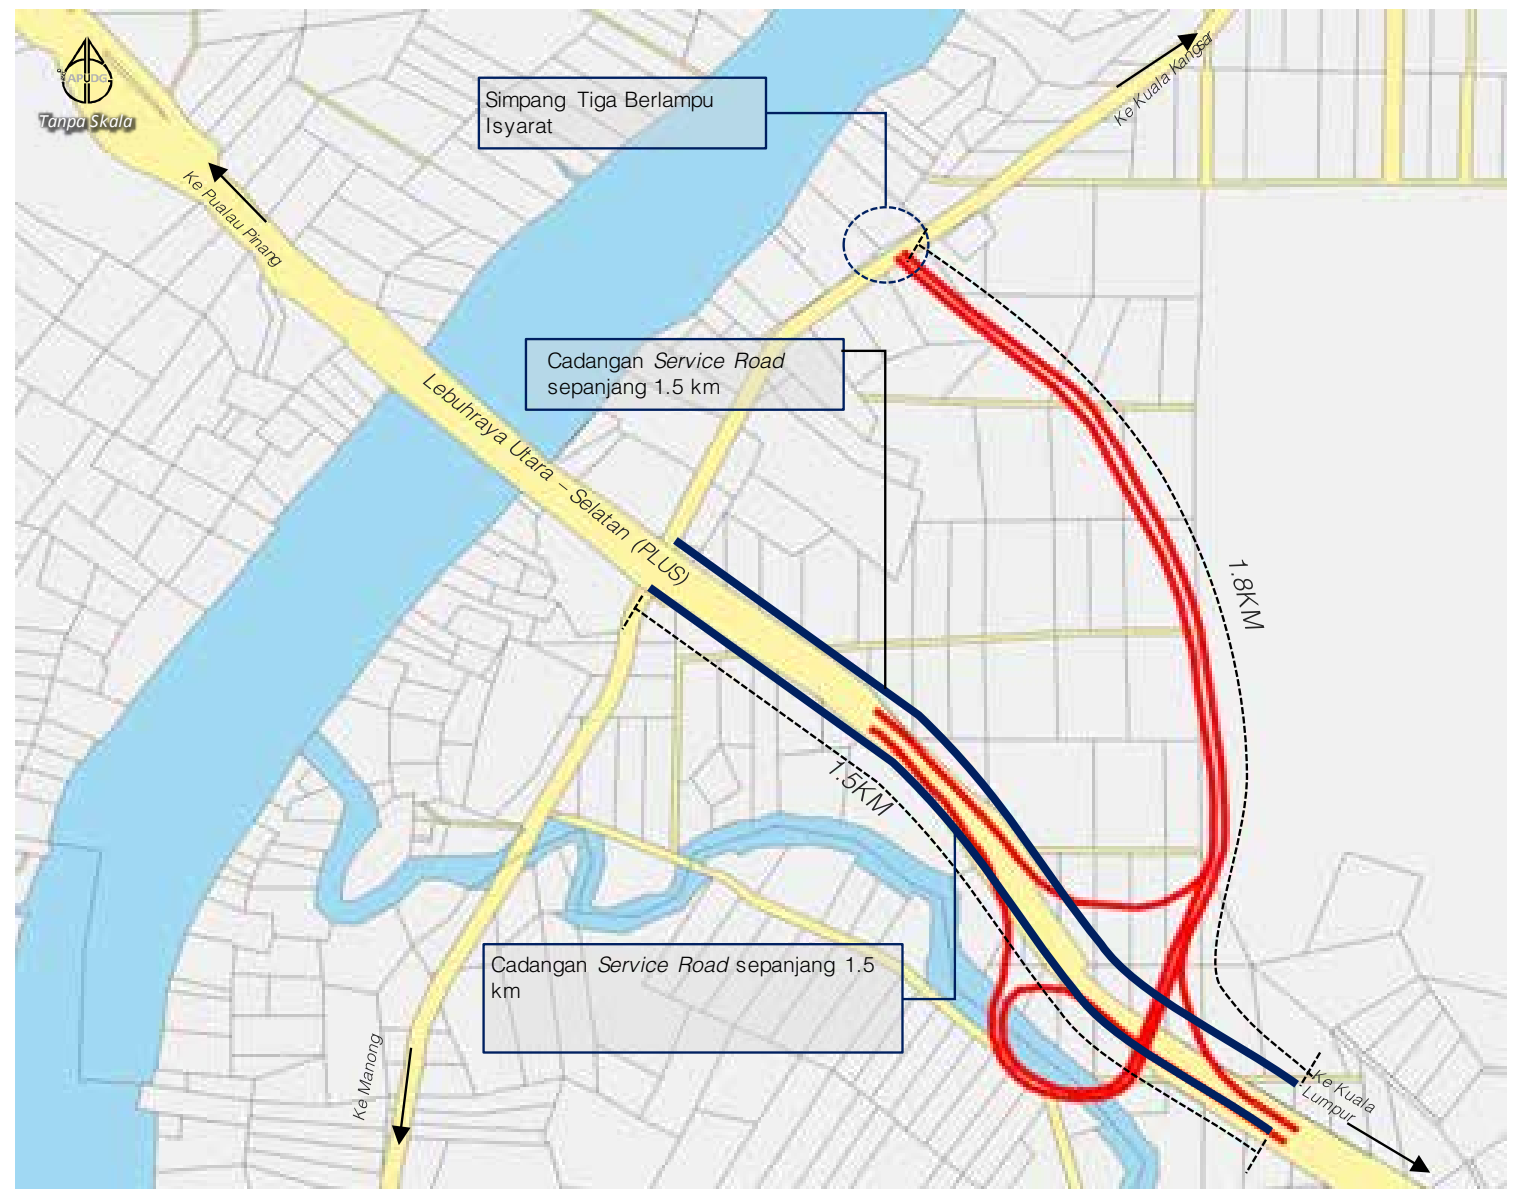 APUDG
Tanpa Skala
Simpang Tiga Berlampu
Isyarat
Ke Kuala Kangsar
Ke Pualau Pinang
Cadangan Service Road
sepanjang 1.5 km
Lebuhraya Utara – Selatan (PLUS)
1.8KM
1.5KM
Cadangan Service Road sepanjang 1.5
km
Ke Manong
Ke Kuala
Lumpur